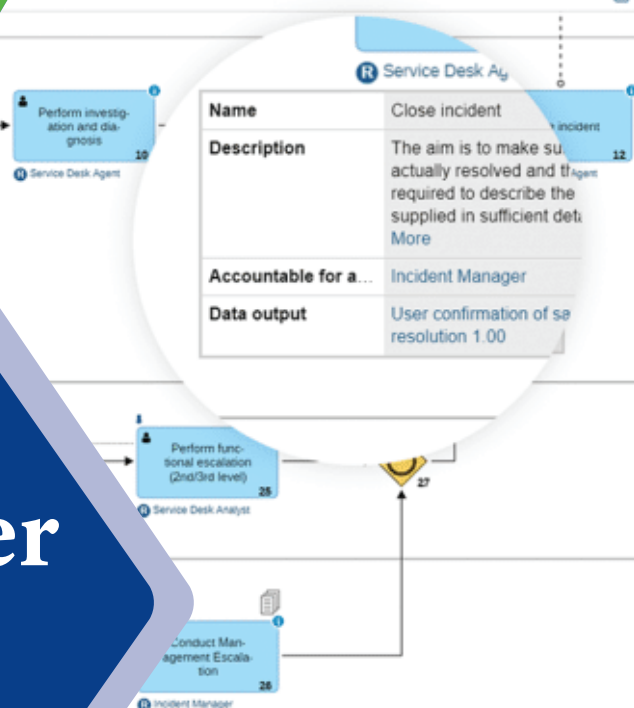 R Service Desk Ag
Name Close incident
Description The aim is to make su
actually resolved and th
required to describe the
supplied in sufficient deta
More
Accountable for a... Incident Manager
Data output User confirmation of se
resolution 1.00
Perform investig-
ation and dia-
gnosis
10
R Service Desk Agent
incident
12
Agent
Perform func-
tional escalation
(2nd/3rd level)
25
R Service Desk Analyst
27
er
Conduct Man-
agement Escala-
tion
26
R Incident Manager